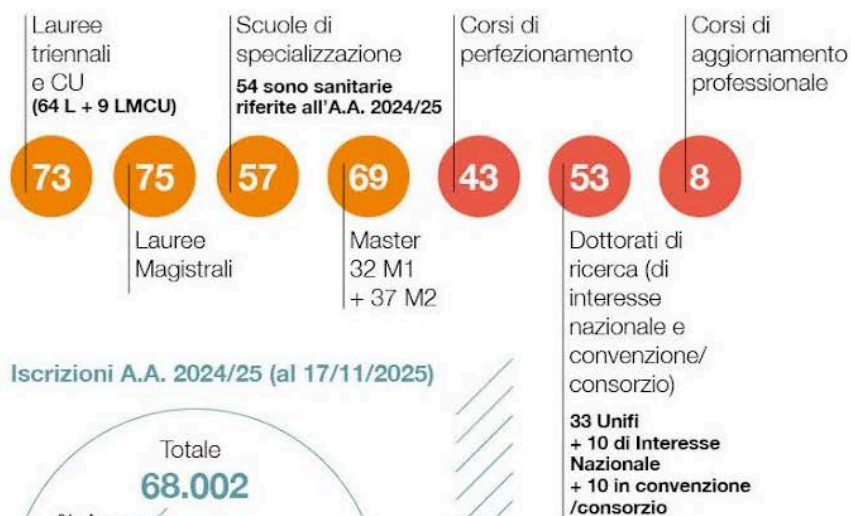 Lauree
triennali
e CU
(64 L + 9 LMCU)
Scuole di
specializzazione
54 sono sanitarie
riferite all'A.A. 2024/25
Corsi di
perfezionamento
Corsi di
aggiornamento
professionale
73
75
57
69
43
53
8
Lauree
Magistrali
Master
32 M1
+ 37 M2
Dottorati di
ricerca (di
interesse
nazionale e
convenzione/
consorzio)
33 Unifi
+ 10 di Interesse
Nazionale
+ 10 in convenzione
/consorzio
Iscrizioni A.A. 2024/25 (al 17/11/2025)
Totale
68.002